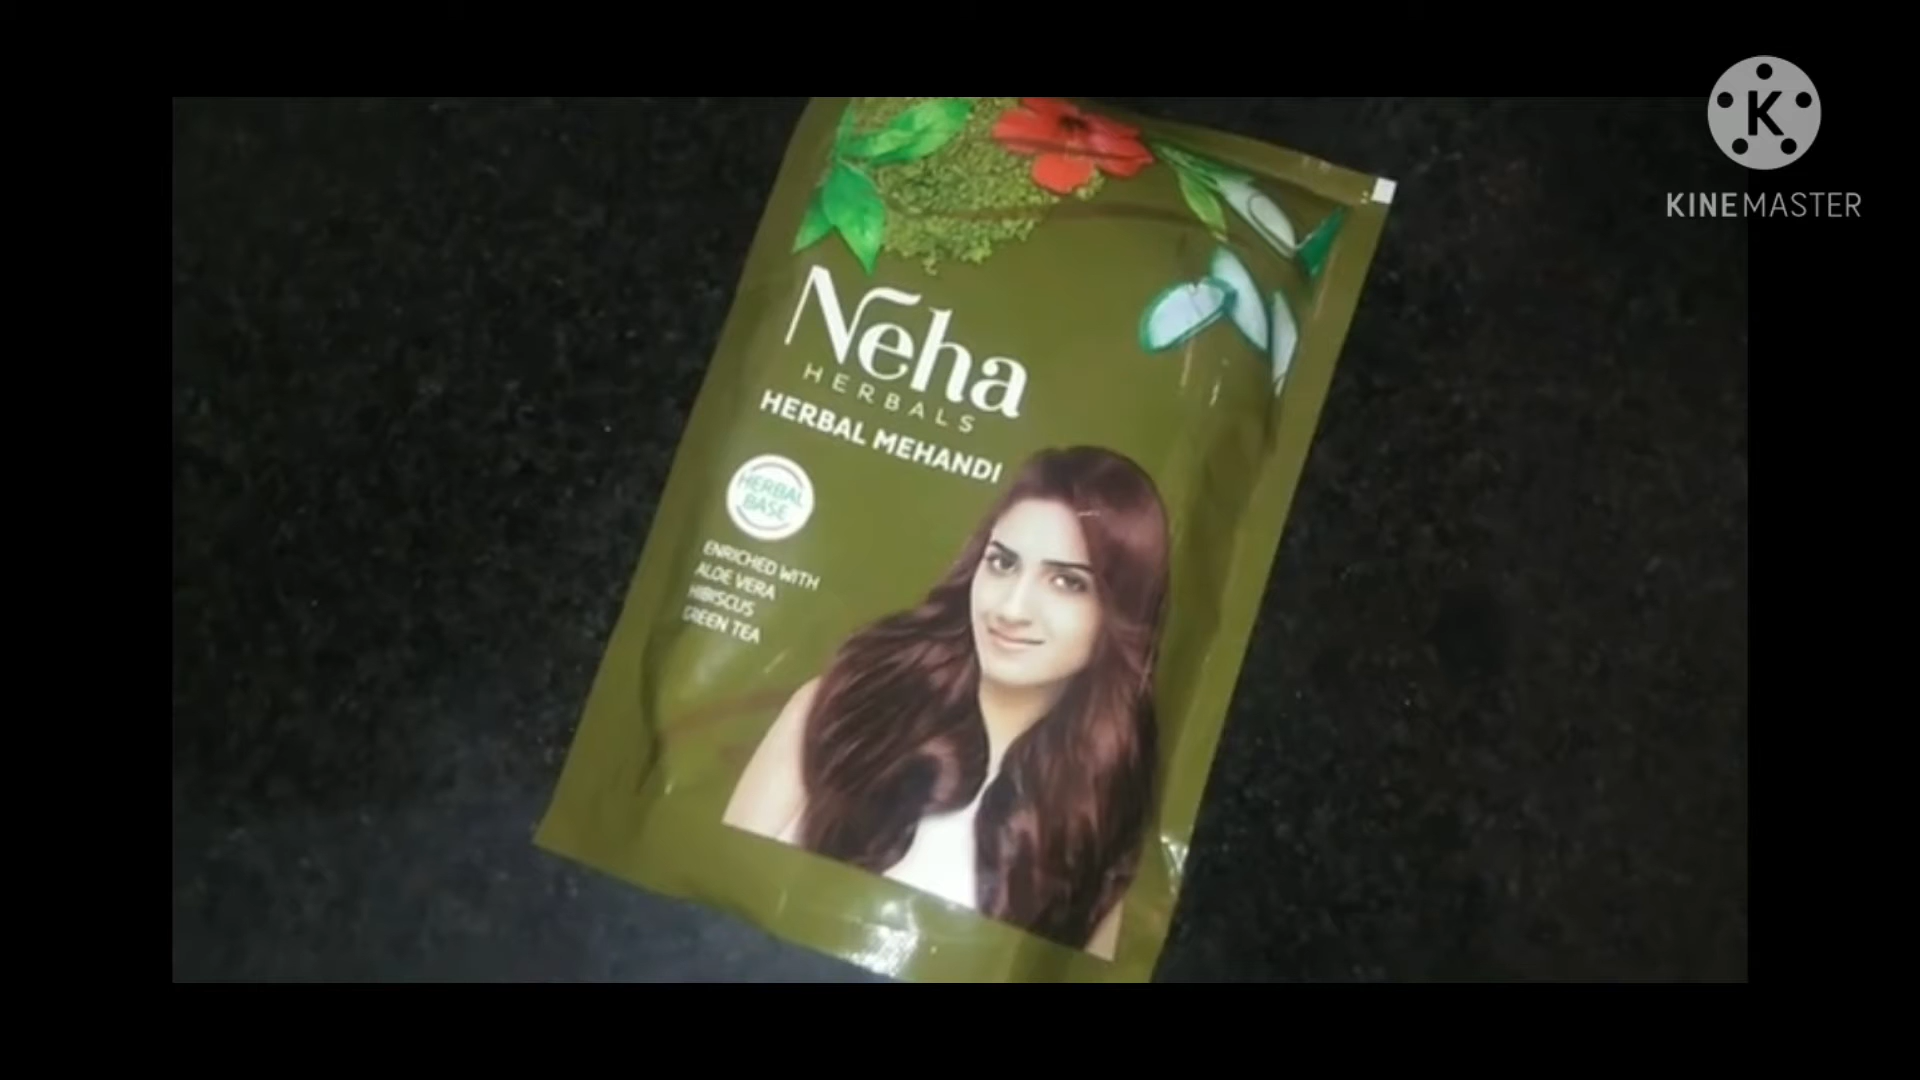 K
KINEMASTER
Neha
HERBALS
HERBAL MEHANDI
HERBAL
BASE
ENRICHED WITH
ALOE VERA
HIBISCUS
GREEN TEA